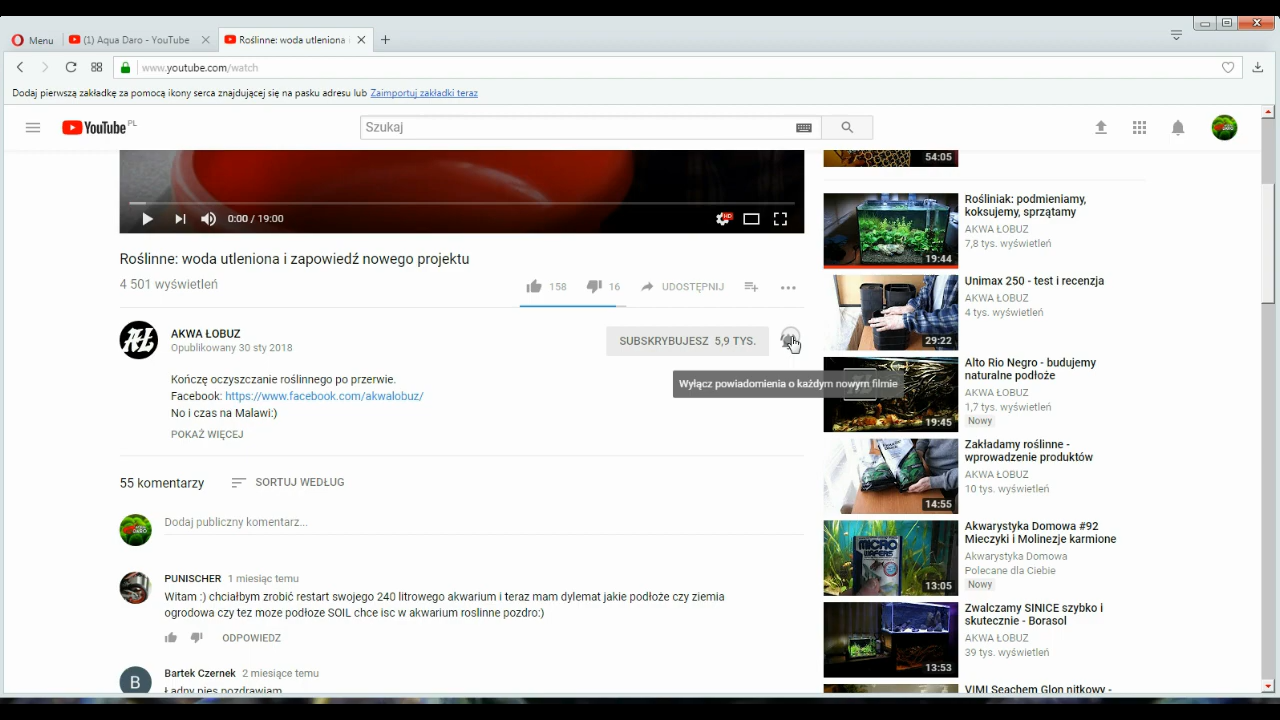 Menu
(1) Aqua Daro - YouTube
Roślinne: woda utleniona
www.youtube.com/watch
Dodaj pierwszą zakładkę za pomocą ikony serca znajdującej się na pasku adresu lub Zaimportuj zakładki teraz
YouTube PL
Szukaj
0:00 / 19:00
HD
Roślinne: woda utleniona i zapowiedź nowego projektu
4 501 wyświetleń
158
16
UDOSTĘPNIJ
AKWA ŁOBUZ
Opublikowany 30 sty 2018
SUBSKRYBUJESZ 5,9 TYS.
Wyłącz powiadomienia o każdym nowym filmie
Kończę oczyszczanie roślinnego po przerwie.
Facebook: https://www.facebook.com/akwalobuz/
No i czas na Malawi:)
POKAŻ WIĘCEJ
55 komentarzy
SORTUJ WEDŁUG
Dodaj publiczny komentarz...
PUNISCHER 1 miesiąc temu
Witam :) chciałbym zrobić restart swojego 240 litrowego akwarium i teraz mam dylemat jakie podłoże czy ziemia
ogrodowa czy tez moze podłoze SOIL chce isc w akwarium roslinne pozdro:)
ODPOWIEDZ
B
Bartek Czernek 2 miesiące temu
Ładny pies pozdrawiam
54:05
Rośliniak: podmieniamy,
koksujemy, sprzątamy
AKWA ŁOBUZ
7,8 tys. wyświetleń
19:44
Unimax 250 - test i recenzja
AKWA ŁOBUZ
4 tys. wyświetleń
29:22
Alto Rio Negro - budujemy
naturalne podłoże
AKWA ŁOBUZ
1,7 tys. wyświetleń
Nowy
19:45
Zakładamy roślinne -
wprowadzenie produktów
AKWA ŁOBUZ
10 tys. wyświetleń
14:55
Akwarystyka Domowa #92
Mieczyki i Molinezje karmione
Akwarystyka Domowa
Polecane dla Ciebie
Nowy
MICRO
13:05
Zwalczamy SINICE szybko i
skutecznie - Borasol
AKWA ŁOBUZ
39 tys. wyświetleń
13:53
VIMI Seachem Glon nitkowy -